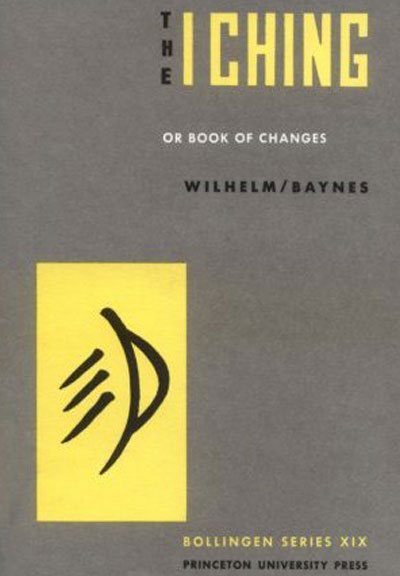 THE I CHING
OR BOOK OF CHANGES
WILHELM/BAYNES
BOLLINGEN SERIES XIX
PRINCETON UNIVERSITY PRESS